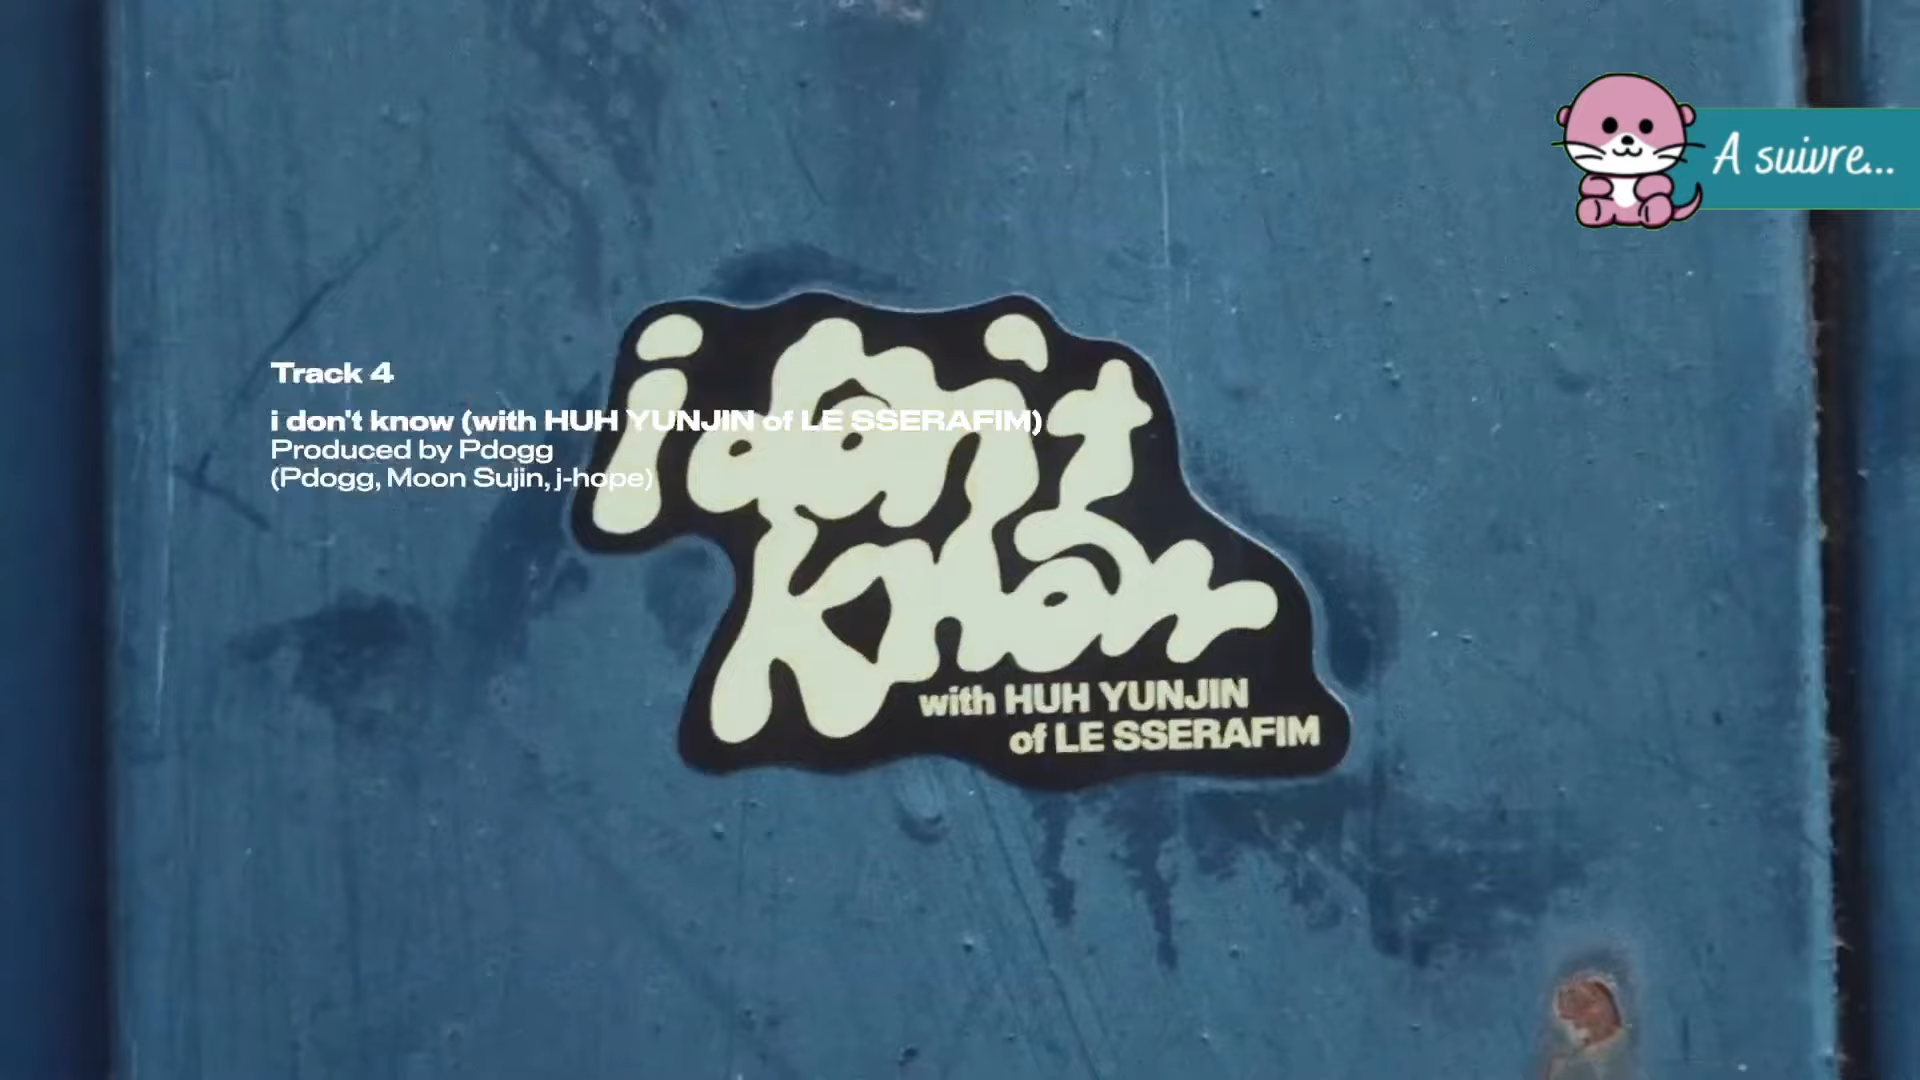 A suivre...
Track 4
i don't know (with HUH YUNJIN of LE SSERAFIM)
Produced by Pdogg
(Pdogg, Moon Sujin, j-hope)
i don't
know
with HUH YUNJIN
of LE SSERAFIM